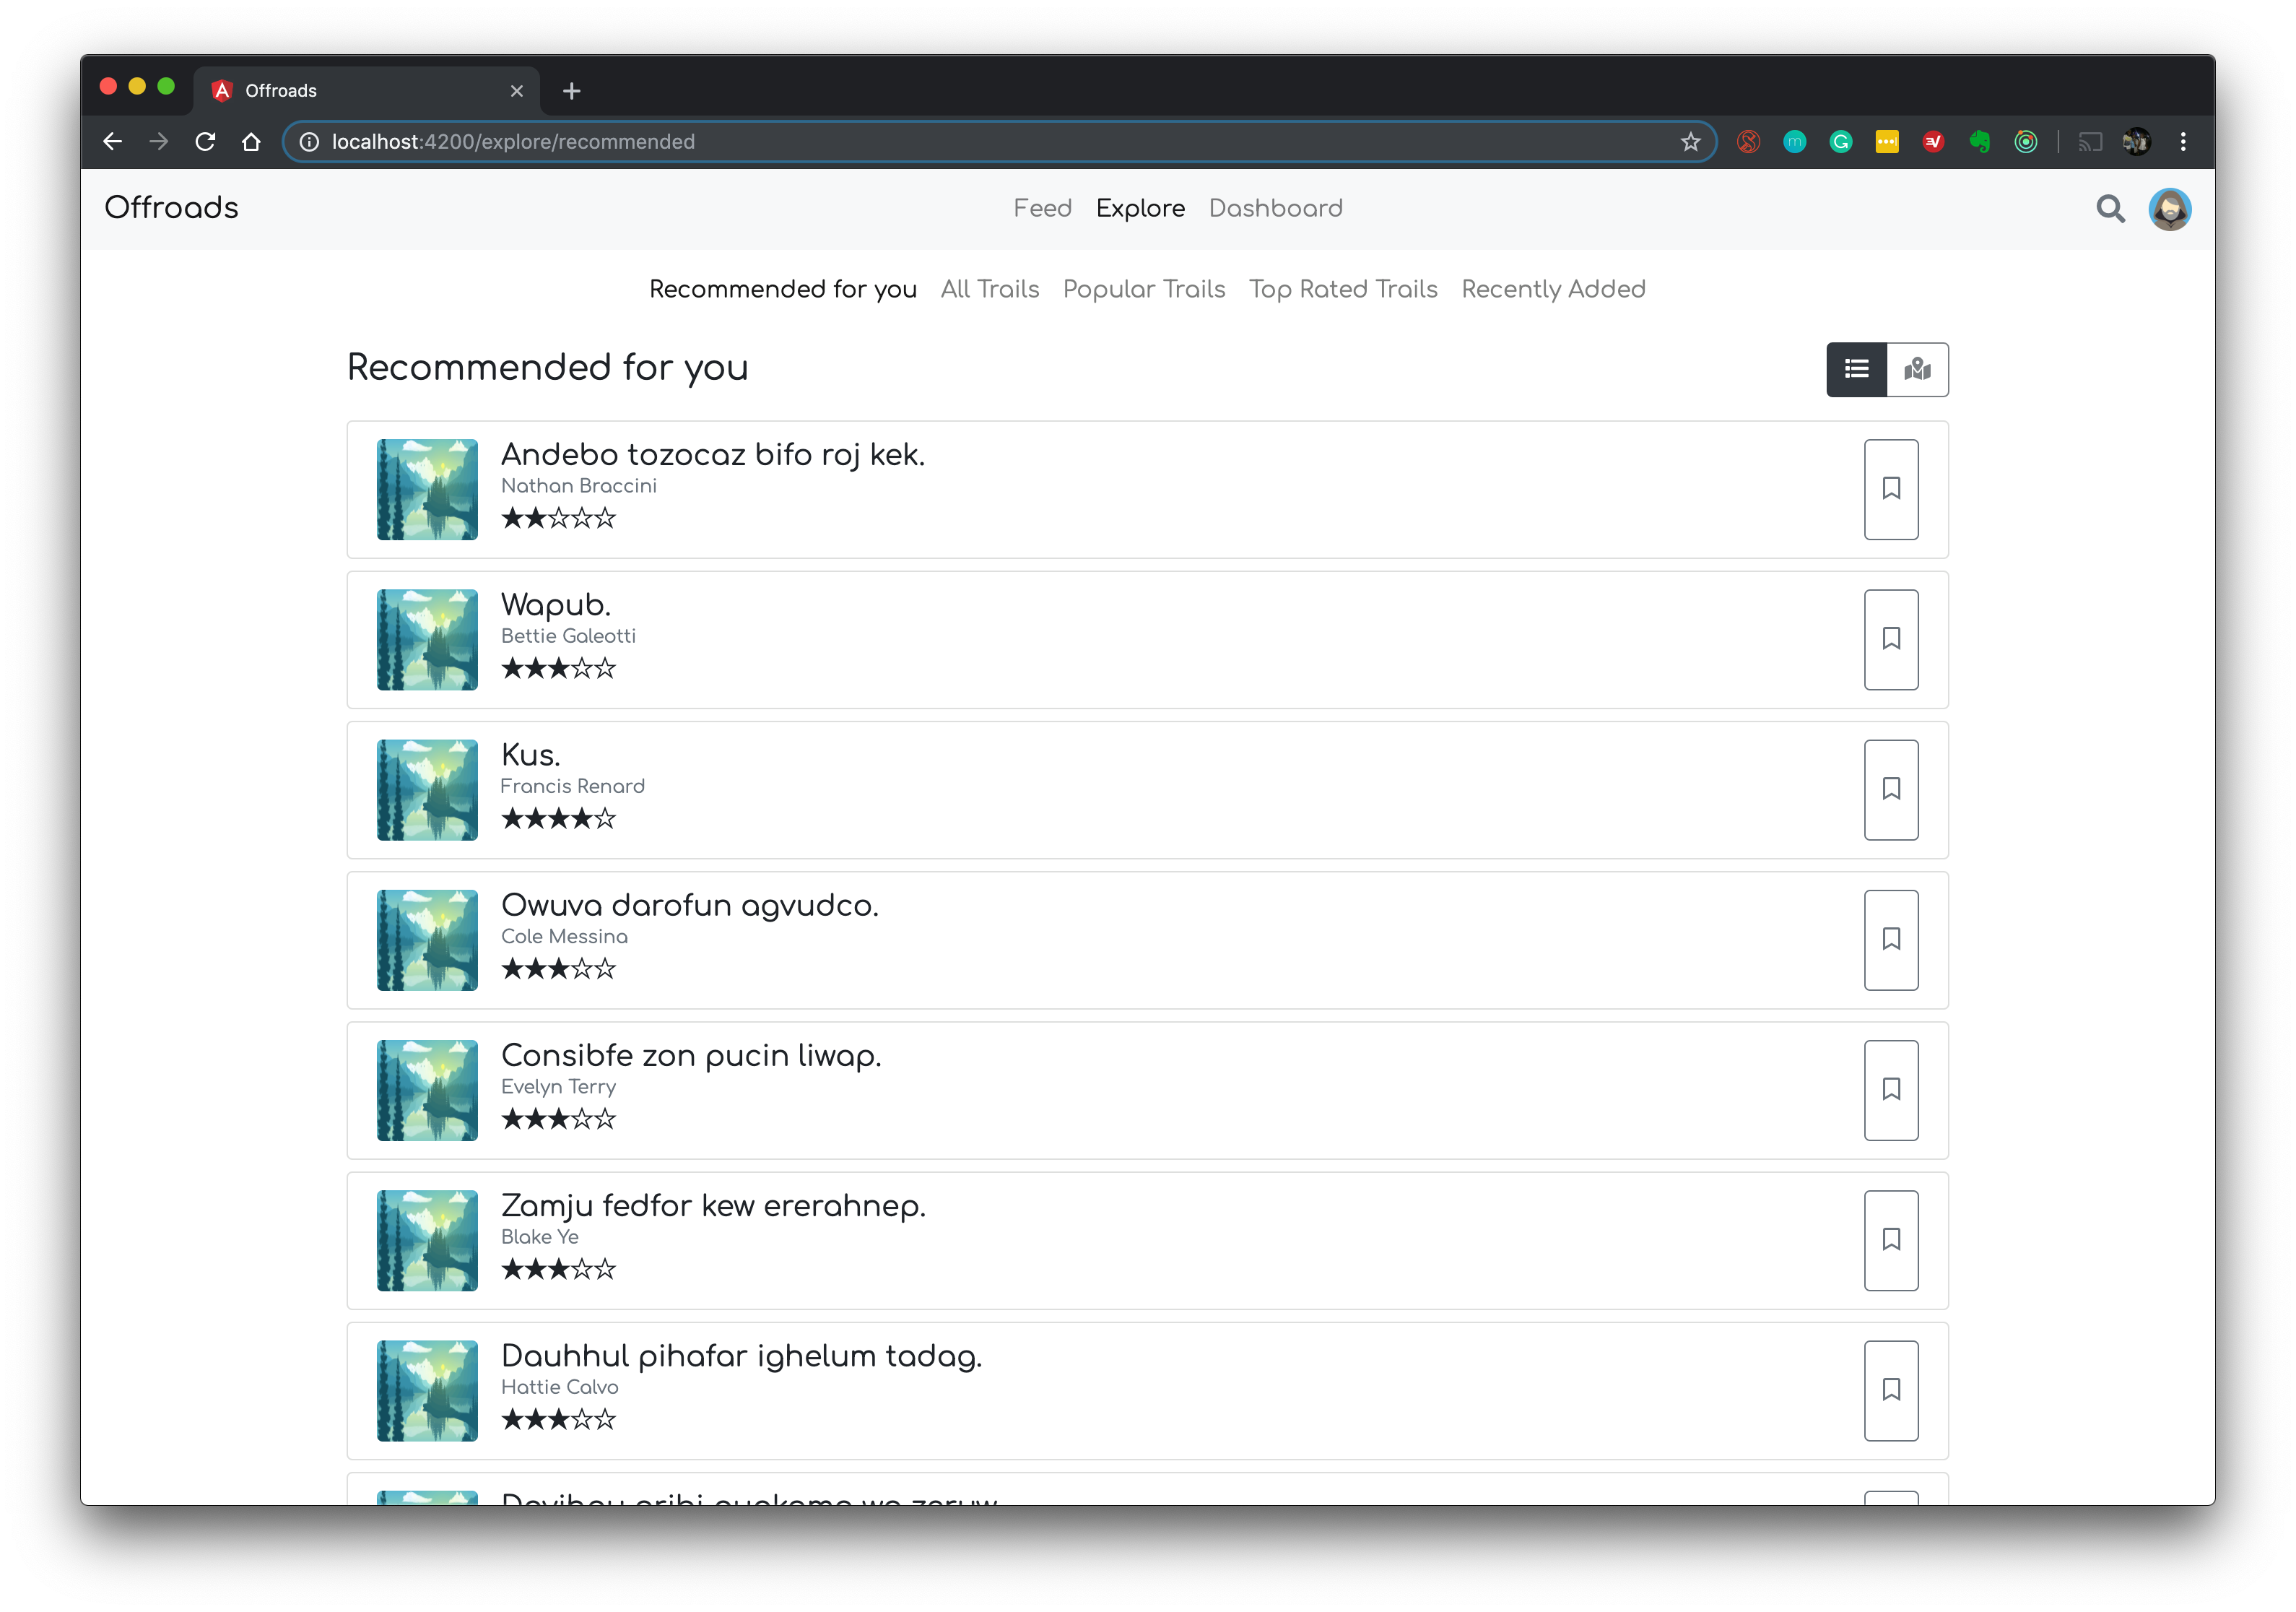 Offroads
localhost:4200/explore/recommended
Offroads
Feed Explore Dashboard
Recommended for you All Trails Popular Trails Top Rated Trails Recently Added
Recommended for you
Andebo tozocaz bifo roj kek.
Nathan Braccini
Wapub.
Bettie Galeotti
Kus.
Francis Renard
Owuva darofun agvudco.
Cole Messina
Consibfe zon pucin liwap.
Evelyn Terry
Zamju fedfor kew ererahnep.
Blake Ye
Dauhhul pihafar ighelum tadag.
Hattie Calvo